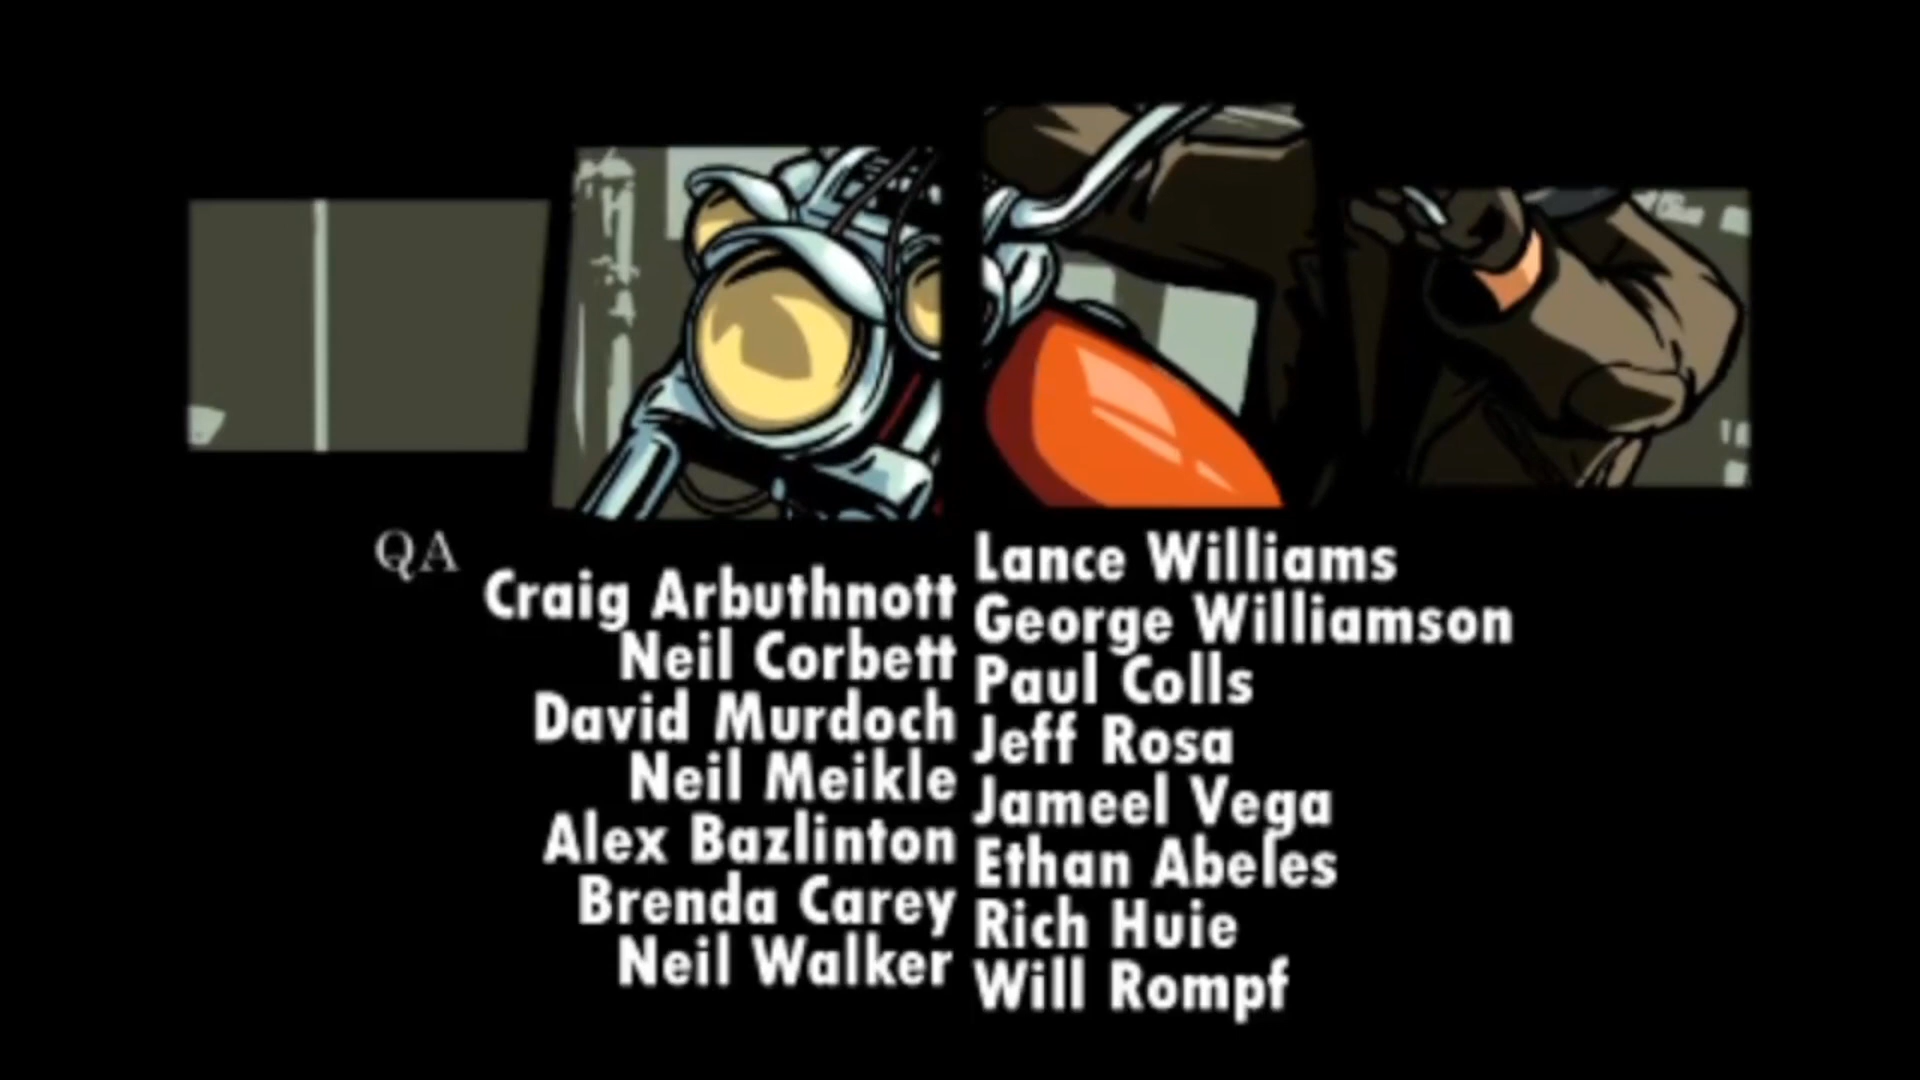 QA
Craig Arbuthnott
Neil Corbett
David Murdoch
Neil Meikle
Alex Bazlinton
Brenda Carey
Neil Walker
Lance Williams
George Williamson
Paul Colls
Jeff Rosa
Jameel Vega
Ethan Abeles
Rich Huie
Will Rompf